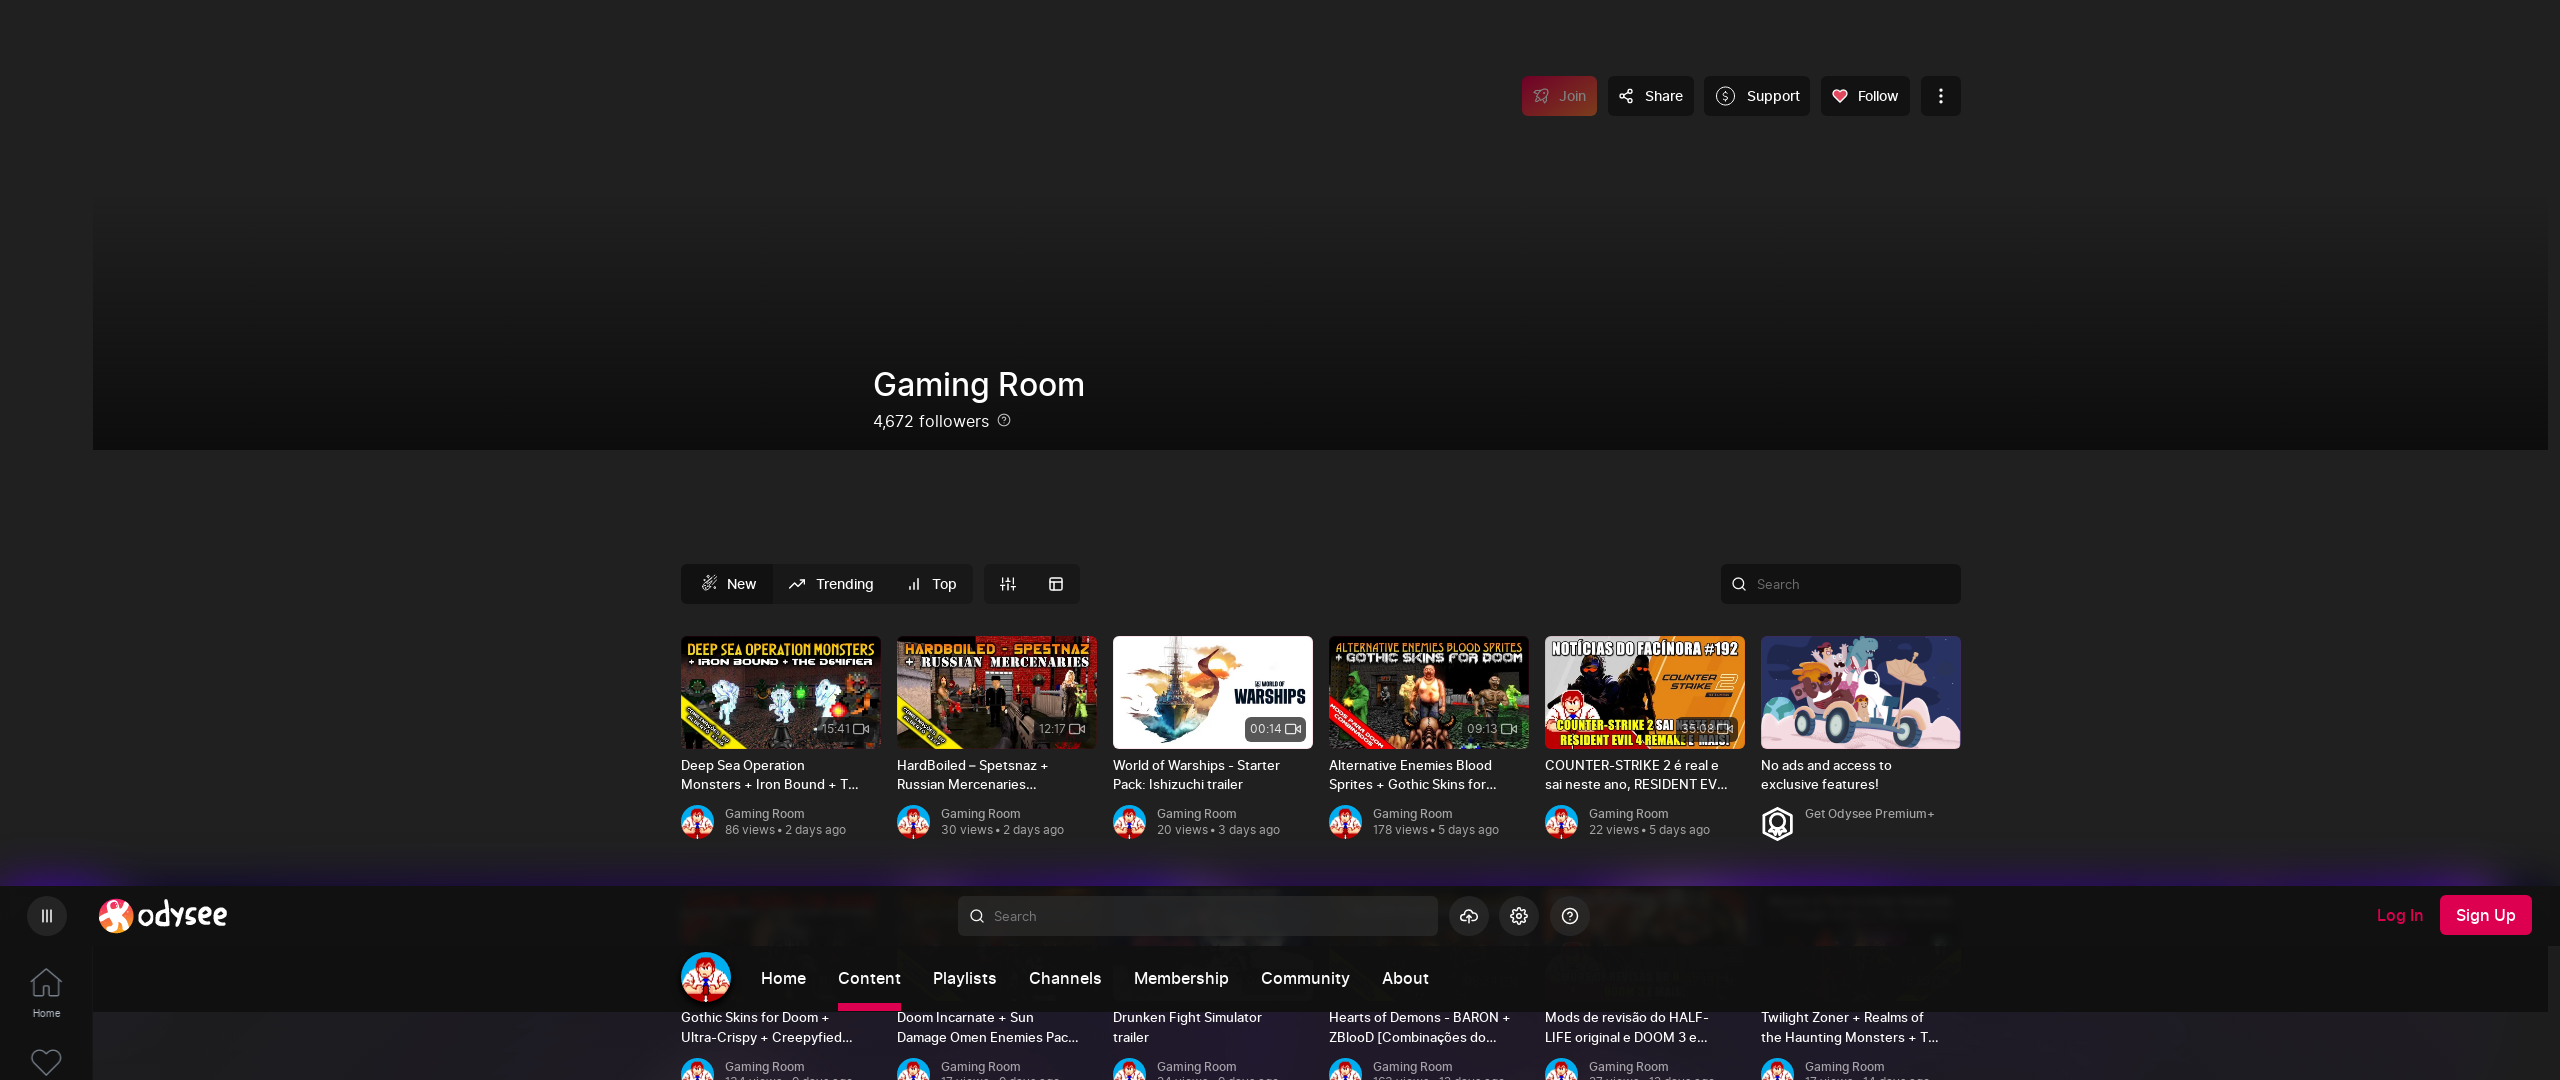 Join
Share
Support
Follow
Gaming Room
4,672 followers
New
Trending
Top
Search
DEEP SEA OPERATION MONSTERS
+ IRON BOUND + THE DEMIFIER
15:41
HARDBOILED - SPESTNAZ
+ RUSSIAN MERCENARIES
12:17
WORLD OF
WARSHIPS
00:14
ALTERNATIVE ENEMIES BLOOD SPRITES
+ GOTHIC SKINS FOR DOOM
MODS PARA DOOM
COMBINADOS
09:13
NOTÍCIAS DO FACÍNORA #192
COUNTER
STRIKE 2
COUNTER-STRIKE 2 SAI NESTE ANO
RESIDENT EVIL 4 REMAKE E MAIS!
35:08
Deep Sea Operation
Monsters + Iron Bound + T...
HardBoiled – Spetsnaz +
Russian Mercenaries...
World of Warships - Starter
Pack: Ishizuchi trailer
Alternative Enemies Blood
Sprites + Gothic Skins for...
COUNTER-STRIKE 2 é real e
sai neste ano, RESIDENT EV...
No ads and access to
exclusive features!
Gaming Room
86 views • 2 days ago
Gaming Room
30 views • 2 days ago
Gaming Room
20 views • 3 days ago
Gaming Room
178 views • 5 days ago
Gaming Room
22 views • 5 days ago
Get Odysee Premium+
odysee
Search
Log In
Sign Up
Home
Home
Content
Playlists
Channels
Membership
Community
About
Gothic Skins for Doom +
Ultra-Crispy + Creepyfied...
Doom Incarnate + Sun
Damage Omen Enemies Pac...
Drunken Fight Simulator
trailer
Hearts of Demons - BARON +
ZBlooD [Combinações do...
Mods de revisão do HALF-
LIFE original e DOOM 3 e...
Twilight Zoner + Realms of
the Haunting Monsters + T...
Gaming Room
Gaming Room
Gaming Room
Gaming Room
Gaming Room
Gaming Room